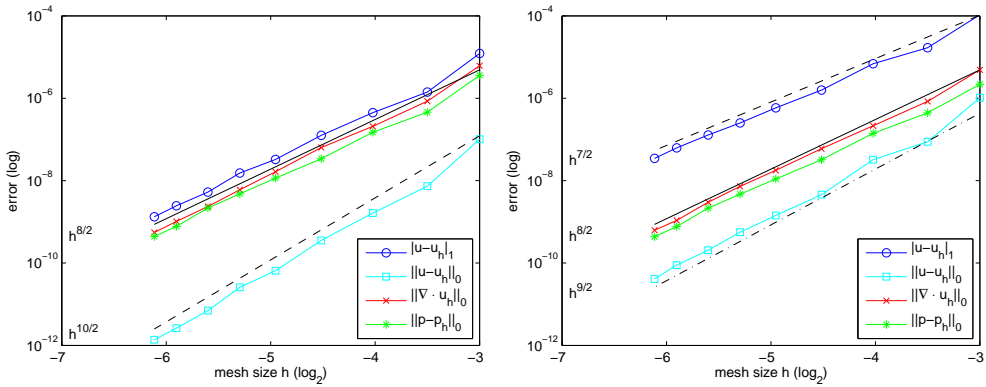 10^{-4}
10^{-6}
10^{-8}
10^{-10}
10^{-12}
error (log)
h^{8/2}
h^{10/2}
|u−u_h|_1
||u−u_h||_0
||∇ · u_h||_0
||p−p_h||_0
−7 −6 −5 −4 −3
mesh size h (log_2)
10^{-4}
10^{-6}
10^{-8}
10^{-10}
10^{-12}
error (log)
h^{7/2}
h^{8/2}
h^{9/2}
|u−u_h|_1
||u−u_h||_0
||∇ · u_h||_0
||p−p_h||_0
−7 −6 −5 −4 −3
mesh size h (log_2)